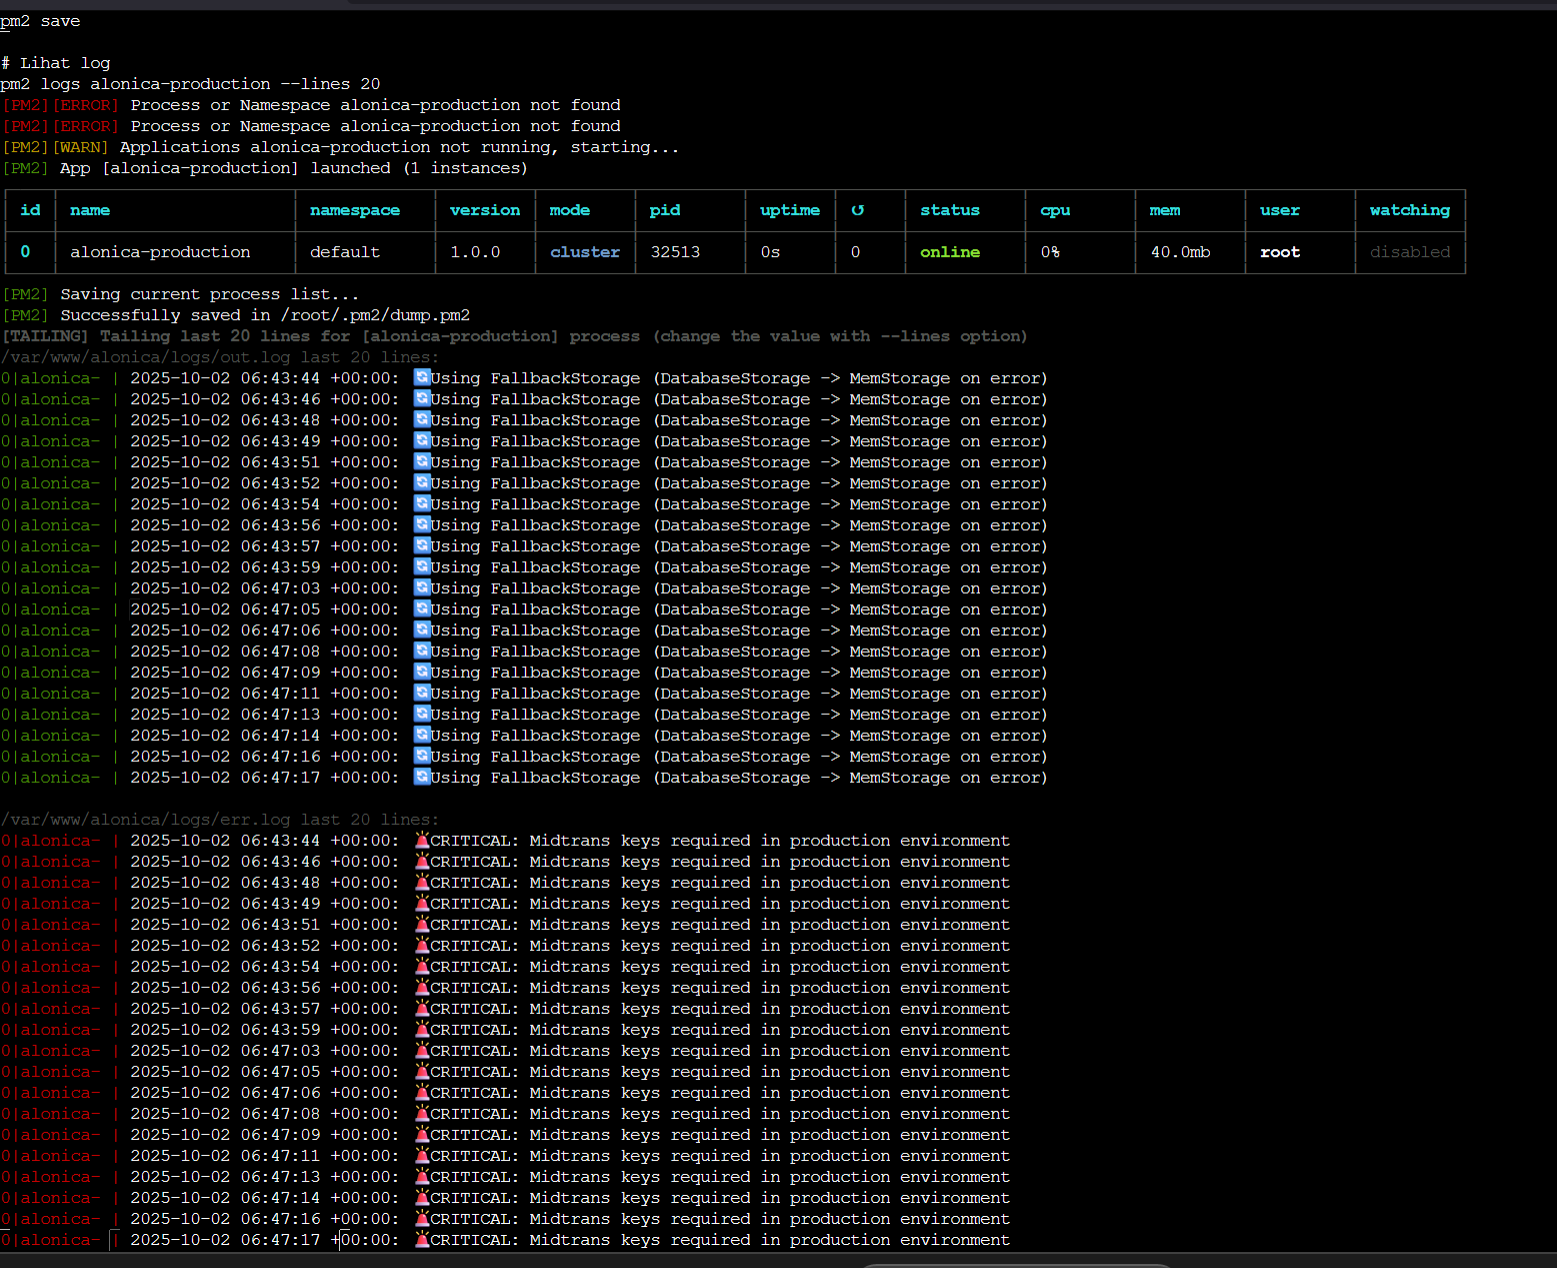 pm2 save
# Lihat log
pm2 logs alonica-production --lines 20
[PM2][ERROR] Process or Namespace alonica-production not found
[PM2][ERROR] Process or Namespace alonica-production not found
[PM2][WARN] Applications alonica-production not running, starting...
[PM2] App [alonica-production] launched (1 instances)
id name namespace version mode pid uptime ↺ status cpu mem user watching
0 alonica-production default 1.0.0 cluster 32513 0s 0 online 0% 40.0mb root disabled
[PM2] Saving current process list...
[PM2] Successfully saved in /root/.pm2/dump.pm2
[TAILING] Tailing last 20 lines for [alonica-production] process (change the value with --lines option)
/var/www/alonica/logs/out.log last 20 lines:
0|alonica- | 2025-10-02 06:43:44 +00:00: 🔄Using FallbackStorage (DatabaseStorage -> MemStorage on error)
0|alonica- | 2025-10-02 06:43:46 +00:00: 🔄Using FallbackStorage (DatabaseStorage -> MemStorage on error)
0|alonica- | 2025-10-02 06:43:48 +00:00: 🔄Using FallbackStorage (DatabaseStorage -> MemStorage on error)
0|alonica- | 2025-10-02 06:43:49 +00:00: 🔄Using FallbackStorage (DatabaseStorage -> MemStorage on error)
0|alonica- | 2025-10-02 06:43:51 +00:00: 🔄Using FallbackStorage (DatabaseStorage -> MemStorage on error)
0|alonica- | 2025-10-02 06:43:52 +00:00: 🔄Using FallbackStorage (DatabaseStorage -> MemStorage on error)
0|alonica- | 2025-10-02 06:43:54 +00:00: 🔄Using FallbackStorage (DatabaseStorage -> MemStorage on error)
0|alonica- | 2025-10-02 06:43:56 +00:00: 🔄Using FallbackStorage (DatabaseStorage -> MemStorage on error)
0|alonica- | 2025-10-02 06:43:57 +00:00: 🔄Using FallbackStorage (DatabaseStorage -> MemStorage on error)
0|alonica- | 2025-10-02 06:43:59 +00:00: 🔄Using FallbackStorage (DatabaseStorage -> MemStorage on error)
0|alonica- | 2025-10-02 06:47:03 +00:00: 🔄Using FallbackStorage (DatabaseStorage -> MemStorage on error)
0|alonica- | 2025-10-02 06:47:05 +00:00: 🔄Using FallbackStorage (DatabaseStorage -> MemStorage on error)
0|alonica- | 2025-10-02 06:47:06 +00:00: 🔄Using FallbackStorage (DatabaseStorage -> MemStorage on error)
0|alonica- | 2025-10-02 06:47:08 +00:00: 🔄Using FallbackStorage (DatabaseStorage -> MemStorage on error)
0|alonica- | 2025-10-02 06:47:09 +00:00: 🔄Using FallbackStorage (DatabaseStorage -> MemStorage on error)
0|alonica- | 2025-10-02 06:47:11 +00:00: 🔄Using FallbackStorage (DatabaseStorage -> MemStorage on error)
0|alonica- | 2025-10-02 06:47:13 +00:00: 🔄Using FallbackStorage (DatabaseStorage -> MemStorage on error)
0|alonica- | 2025-10-02 06:47:14 +00:00: 🔄Using FallbackStorage (DatabaseStorage -> MemStorage on error)
0|alonica- | 2025-10-02 06:47:16 +00:00: 🔄Using FallbackStorage (DatabaseStorage -> MemStorage on error)
0|alonica- | 2025-10-02 06:47:17 +00:00: 🔄Using FallbackStorage (DatabaseStorage -> MemStorage on error)
/var/www/alonica/logs/err.log last 20 lines:
0|alonica- | 2025-10-02 06:43:44 +00:00: 🚨CRITICAL: Midtrans keys required in production environment
0|alonica- | 2025-10-02 06:43:46 +00:00: 🚨CRITICAL: Midtrans keys required in production environment
0|alonica- | 2025-10-02 06:43:48 +00:00: 🚨CRITICAL: Midtrans keys required in production environment
0|alonica- | 2025-10-02 06:43:49 +00:00: 🚨CRITICAL: Midtrans keys required in production environment
0|alonica- | 2025-10-02 06:43:51 +00:00: 🚨CRITICAL: Midtrans keys required in production environment
0|alonica- | 2025-10-02 06:43:52 +00:00: 🚨CRITICAL: Midtrans keys required in production environment
0|alonica- | 2025-10-02 06:43:54 +00:00: 🚨CRITICAL: Midtrans keys required in production environment
0|alonica- | 2025-10-02 06:43:56 +00:00: 🚨CRITICAL: Midtrans keys required in production environment
0|alonica- | 2025-10-02 06:43:57 +00:00: 🚨CRITICAL: Midtrans keys required in production environment
0|alonica- | 2025-10-02 06:43:59 +00:00: 🚨CRITICAL: Midtrans keys required in production environment
0|alonica- | 2025-10-02 06:47:03 +00:00: 🚨CRITICAL: Midtrans keys required in production environment
0|alonica- | 2025-10-02 06:47:05 +00:00: 🚨CRITICAL: Midtrans keys required in production environment
0|alonica- | 2025-10-02 06:47:06 +00:00: 🚨CRITICAL: Midtrans keys required in production environment
0|alonica- | 2025-10-02 06:47:08 +00:00: 🚨CRITICAL: Midtrans keys required in production environment
0|alonica- | 2025-10-02 06:47:09 +00:00: 🚨CRITICAL: Midtrans keys required in production environment
0|alonica- | 2025-10-02 06:47:11 +00:00: 🚨CRITICAL: Midtrans keys required in production environment
0|alonica- | 2025-10-02 06:47:13 +00:00: 🚨CRITICAL: Midtrans keys required in production environment
0|alonica- | 2025-10-02 06:47:14 +00:00: 🚨CRITICAL: Midtrans keys required in production environment
0|alonica- | 2025-10-02 06:47:16 +00:00: 🚨CRITICAL: Midtrans keys required in production environment
0|alonica- | 2025-10-02 06:47:17 +00:00: 🚨CRITICAL: Midtrans keys required in production environment